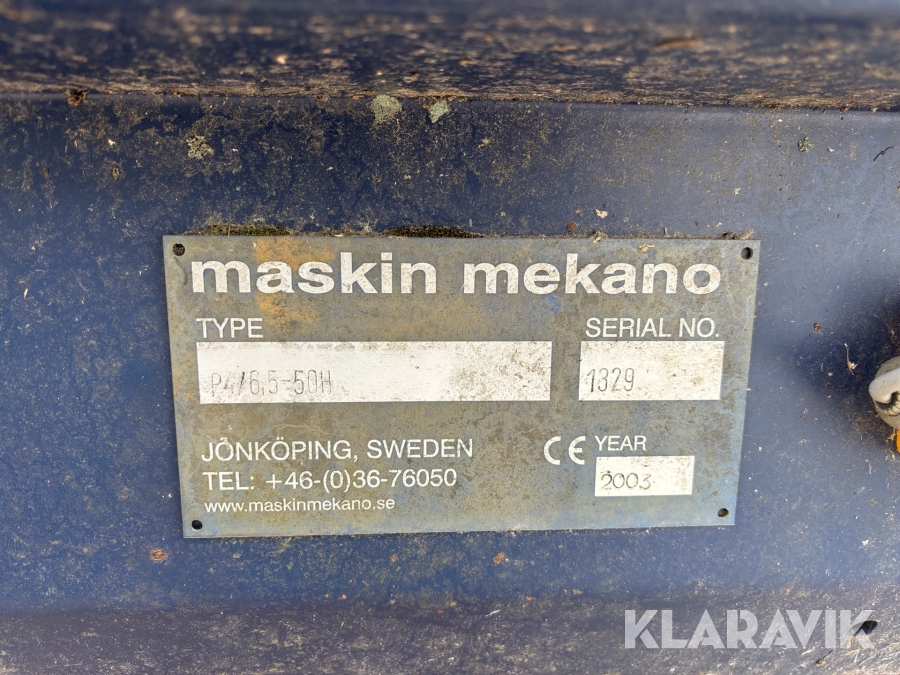 maskin mekano
TYPE SERIAL NO.
P4/6,5-50H 1329
JÖNKÖPING, SWEDEN CE YEAR
TEL: +46-(0)36-76050 2003
www.maskinmekano.se
KLARAVIK